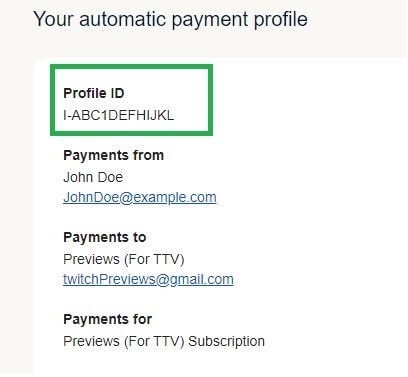 Your automatic payment profile
Profile ID
I-ABC1DEFHIJKL
Payments from
John Doe
JohnDoe@example.com
Payments to
Previews (For TTV)
twitchPreviews@gmail.com
Payments for
Previews (For TTV) Subscription